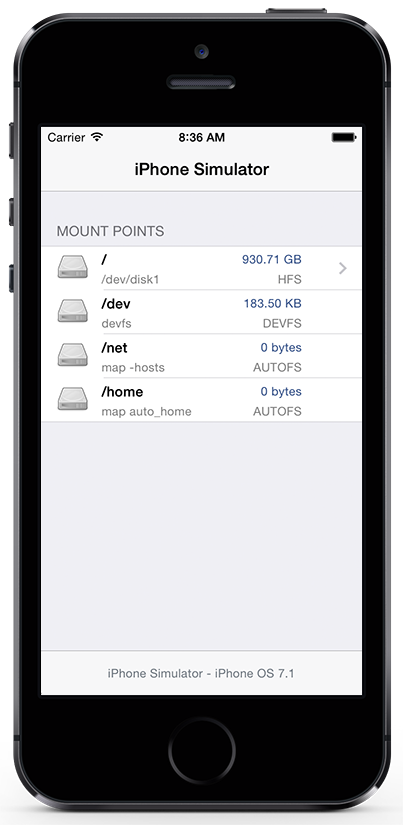 Carrier 8:36 AM
iPhone Simulator
MOUNT POINTS
/ 930.71 GB
/dev/disk1 HFS
/dev 183.50 KB
devfs DEVFS
/net 0 bytes
map -hosts AUTOFS
/home 0 bytes
map auto_home AUTOFS
iPhone Simulator - iPhone OS 7.1